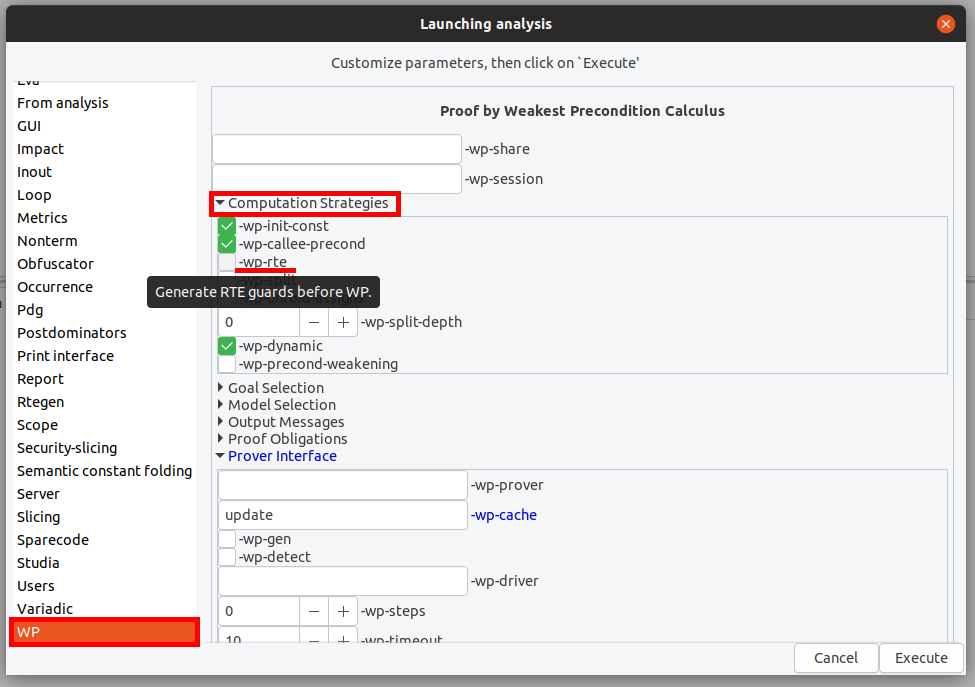 Launching analysis
Customize parameters, then click on `Execute'
Eva
From analysis
GUI
Impact
Inout
Loop
Metrics
Nonterm
Obfuscator
Occurrence
Pdg
Postdominators
Print interface
Report
Rtegen
Scope
Security-slicing
Semantic constant folding
Server
Slicing
Sparecode
Studia
Users
Variadic
WP
Proof by Weakest Precondition Calculus
-wp-share
-wp-session
Computation Strategies
-wp-init-const
-wp-callee-precond
-wp-rte
-wp-split
Generate RTE guards before WP.
0 -wp-split-depth
-wp-dynamic
-wp-precond-weakening
Goal Selection
Model Selection
Output Messages
Proof Obligations
Prover Interface
-wp-prover
update -wp-cache
-wp-gen
-wp-detect
-wp-driver
0 -wp-steps
10 -wp-timeout
Cancel Execute